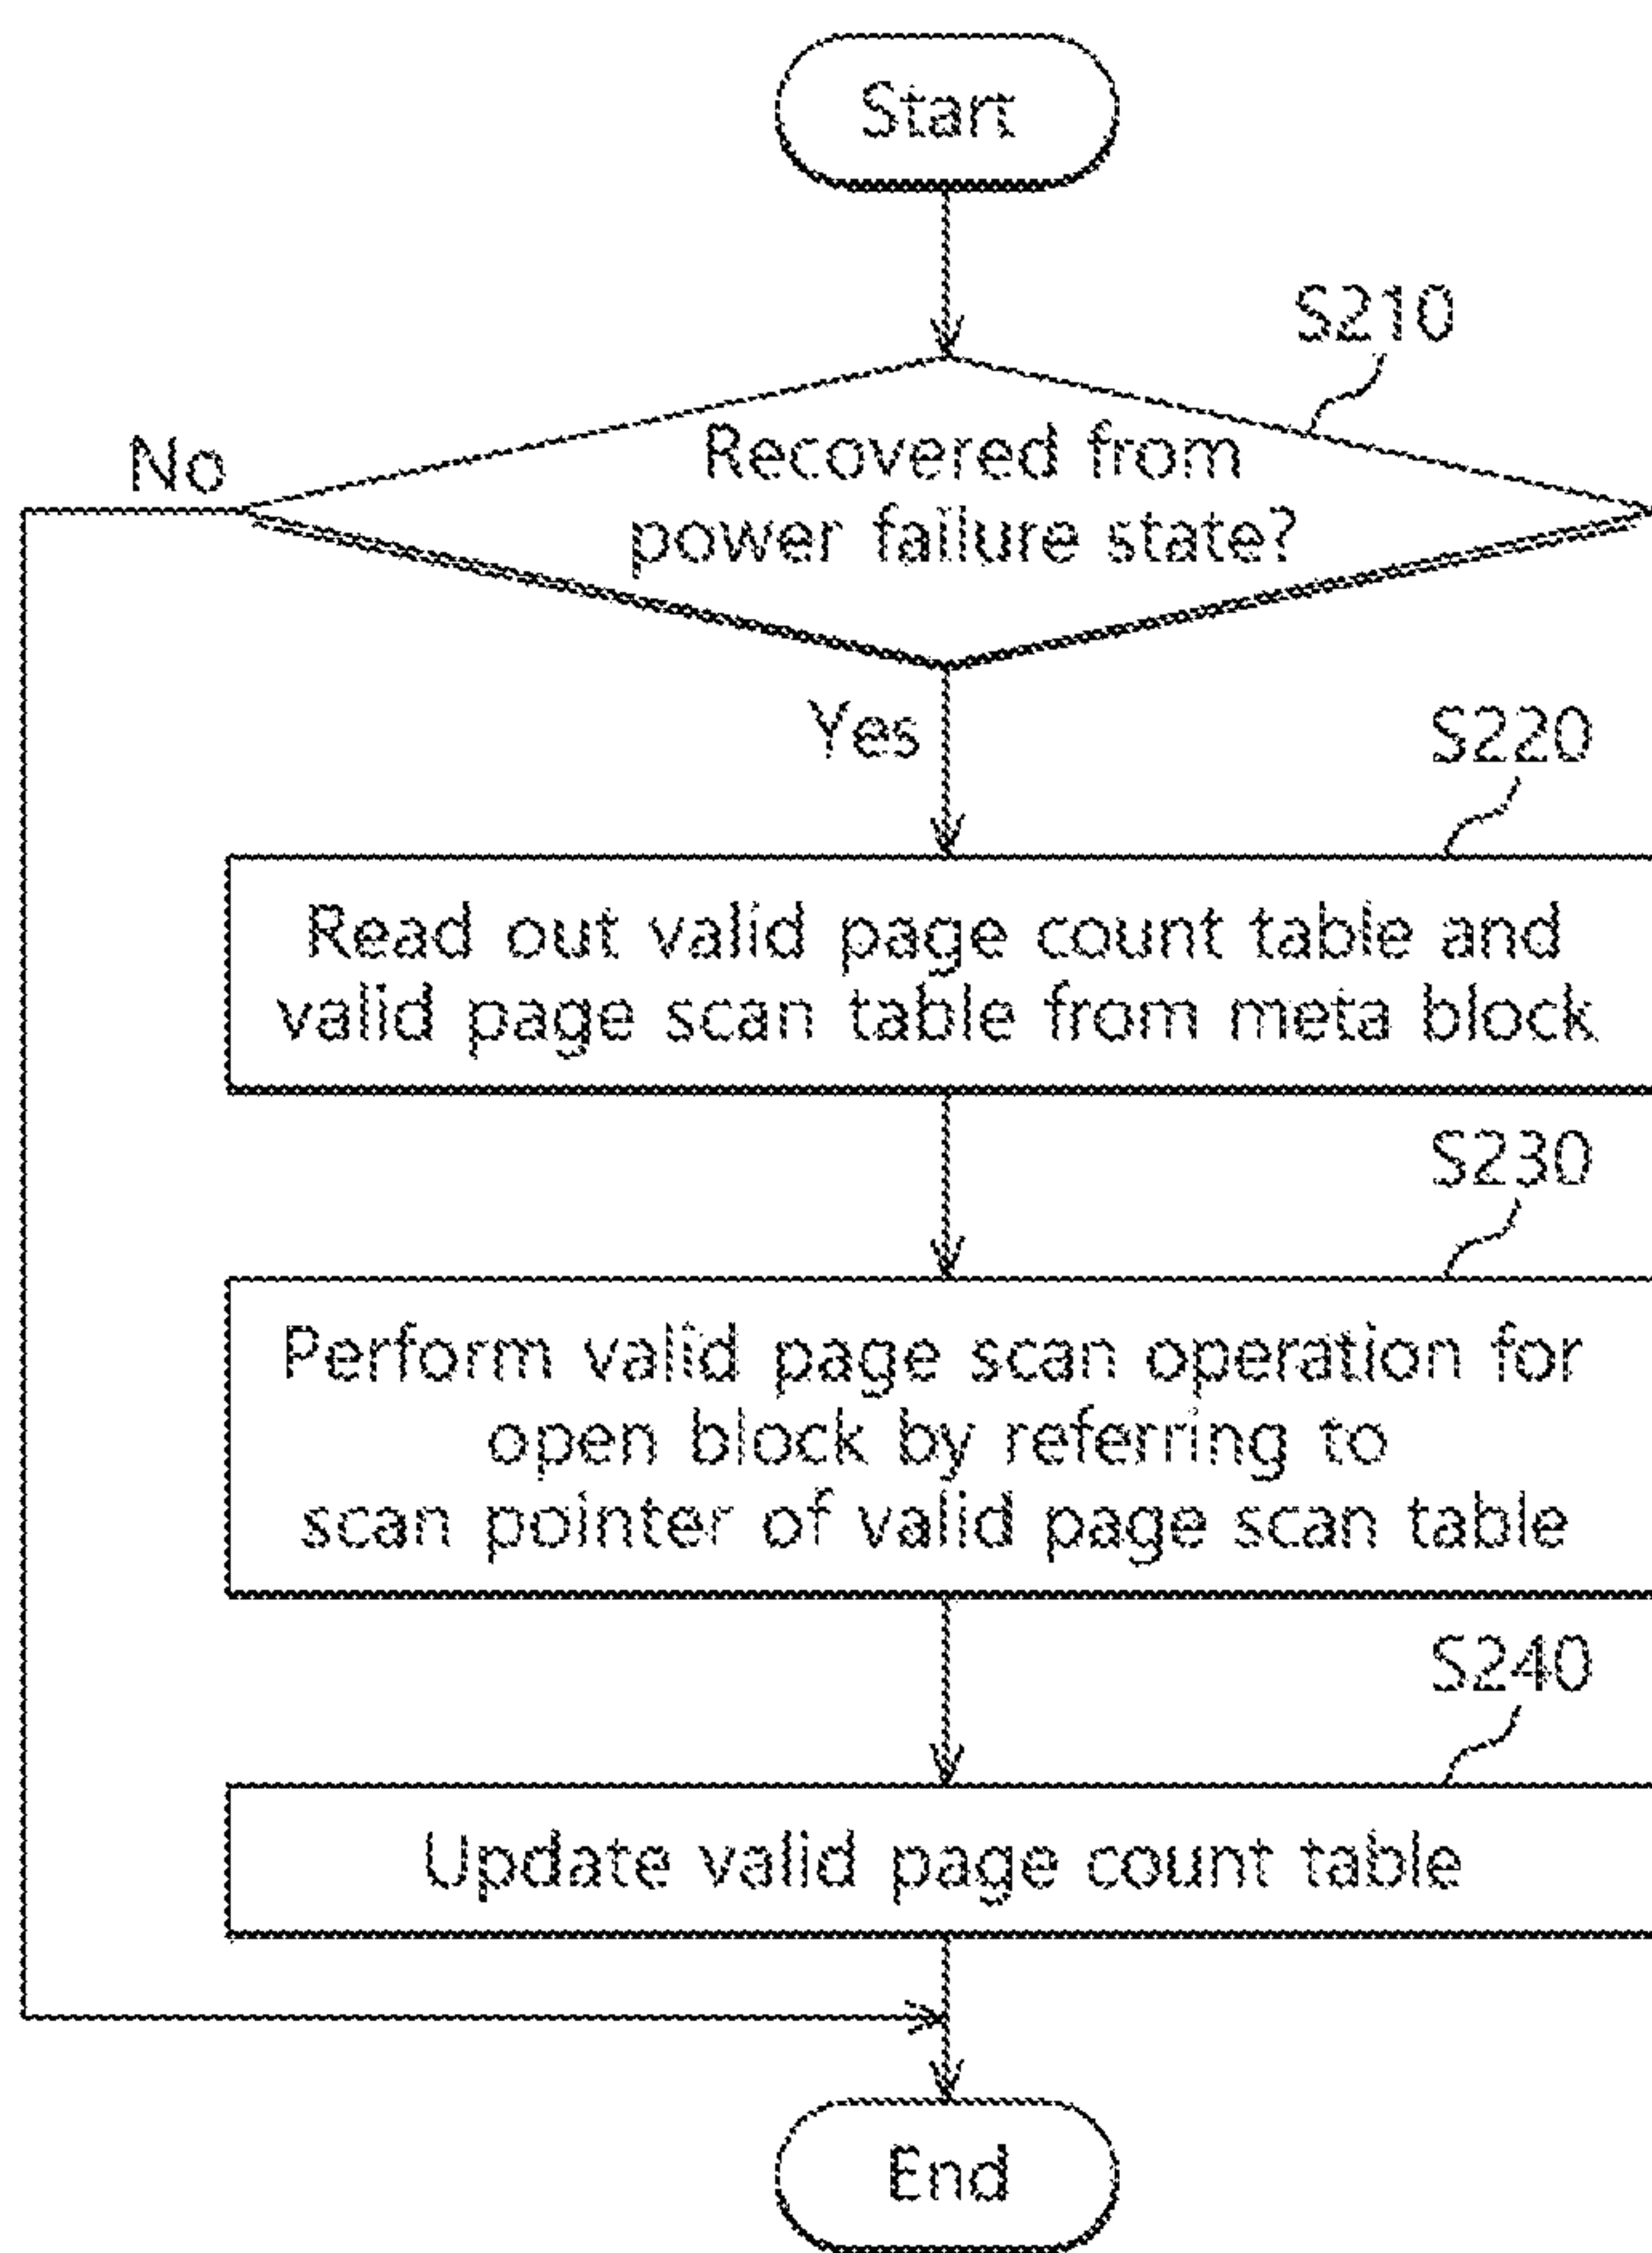 Start
S210
Recovered from
power failure state?
No
Yes
S220
Read out valid page count table and
valid page scan table from meta block
S230
Perform valid page scan operation for
open block by referring to
scan pointer of valid page scan table
S240
Update valid page count table
End